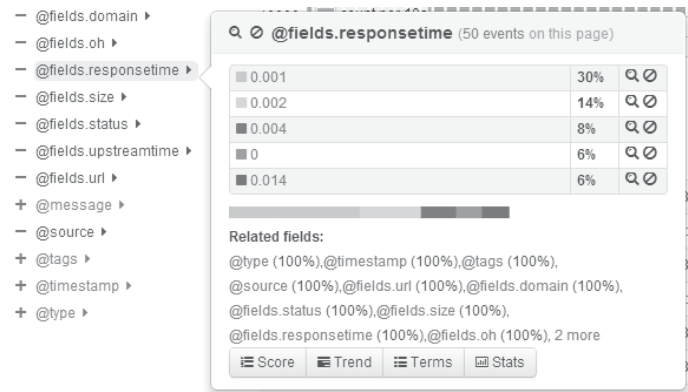 @fields.domain
@fields.oh
@fields.responsetime
@fields.size
@fields.status
@fields.upstreamtime
@fields.url
@message
@source
@tags
@timestamp
@type
@fields.responsetime (50 events on this page)
0.001 30%
0.002 14%
0.004 8%
0 6%
0.014 6%
Related fields:
@type (100%),@timestamp (100%),@tags (100%),
@source (100%),@fields.url (100%),@fields.domain (100%),
@fields.status (100%),@fields.size (100%),
@fields.responsetime (100%),@fields.oh (100%), 2 more
Score Trend Terms Stats